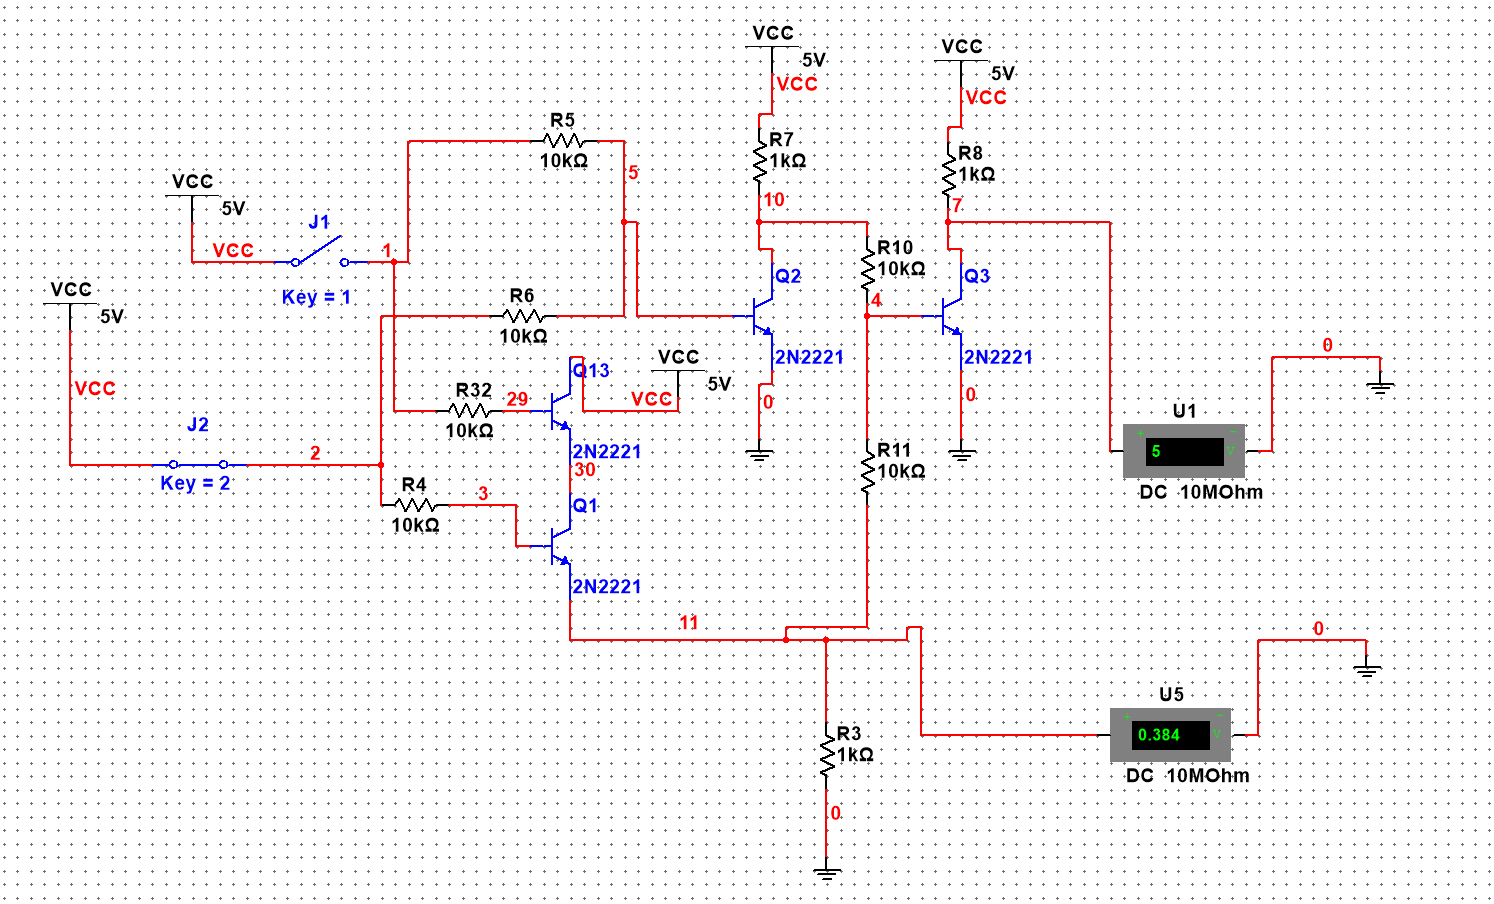 VCC
5V
VCC
VCC
5V
VCC
R5
10kΩ
5
R7
1kΩ
10
R8
1kΩ
7
VCC
5V
VCC
J1
Key = 1
1
R10
10kΩ
4
Q2
2N2221
0
Q3
2N2221
0
VCC
5V
VCC
R6
10kΩ
Q13
2N2221
VCC
5V
VCC
R32
10kΩ
29
30
0
U1
+
-
5
V
DC 10MOhm
J2
Key = 2
2
R4
10kΩ
3
Q1
2N2221
R11
10kΩ
11
0
U5
+
-
0.384
V
DC 10MOhm
R3
1kΩ
0